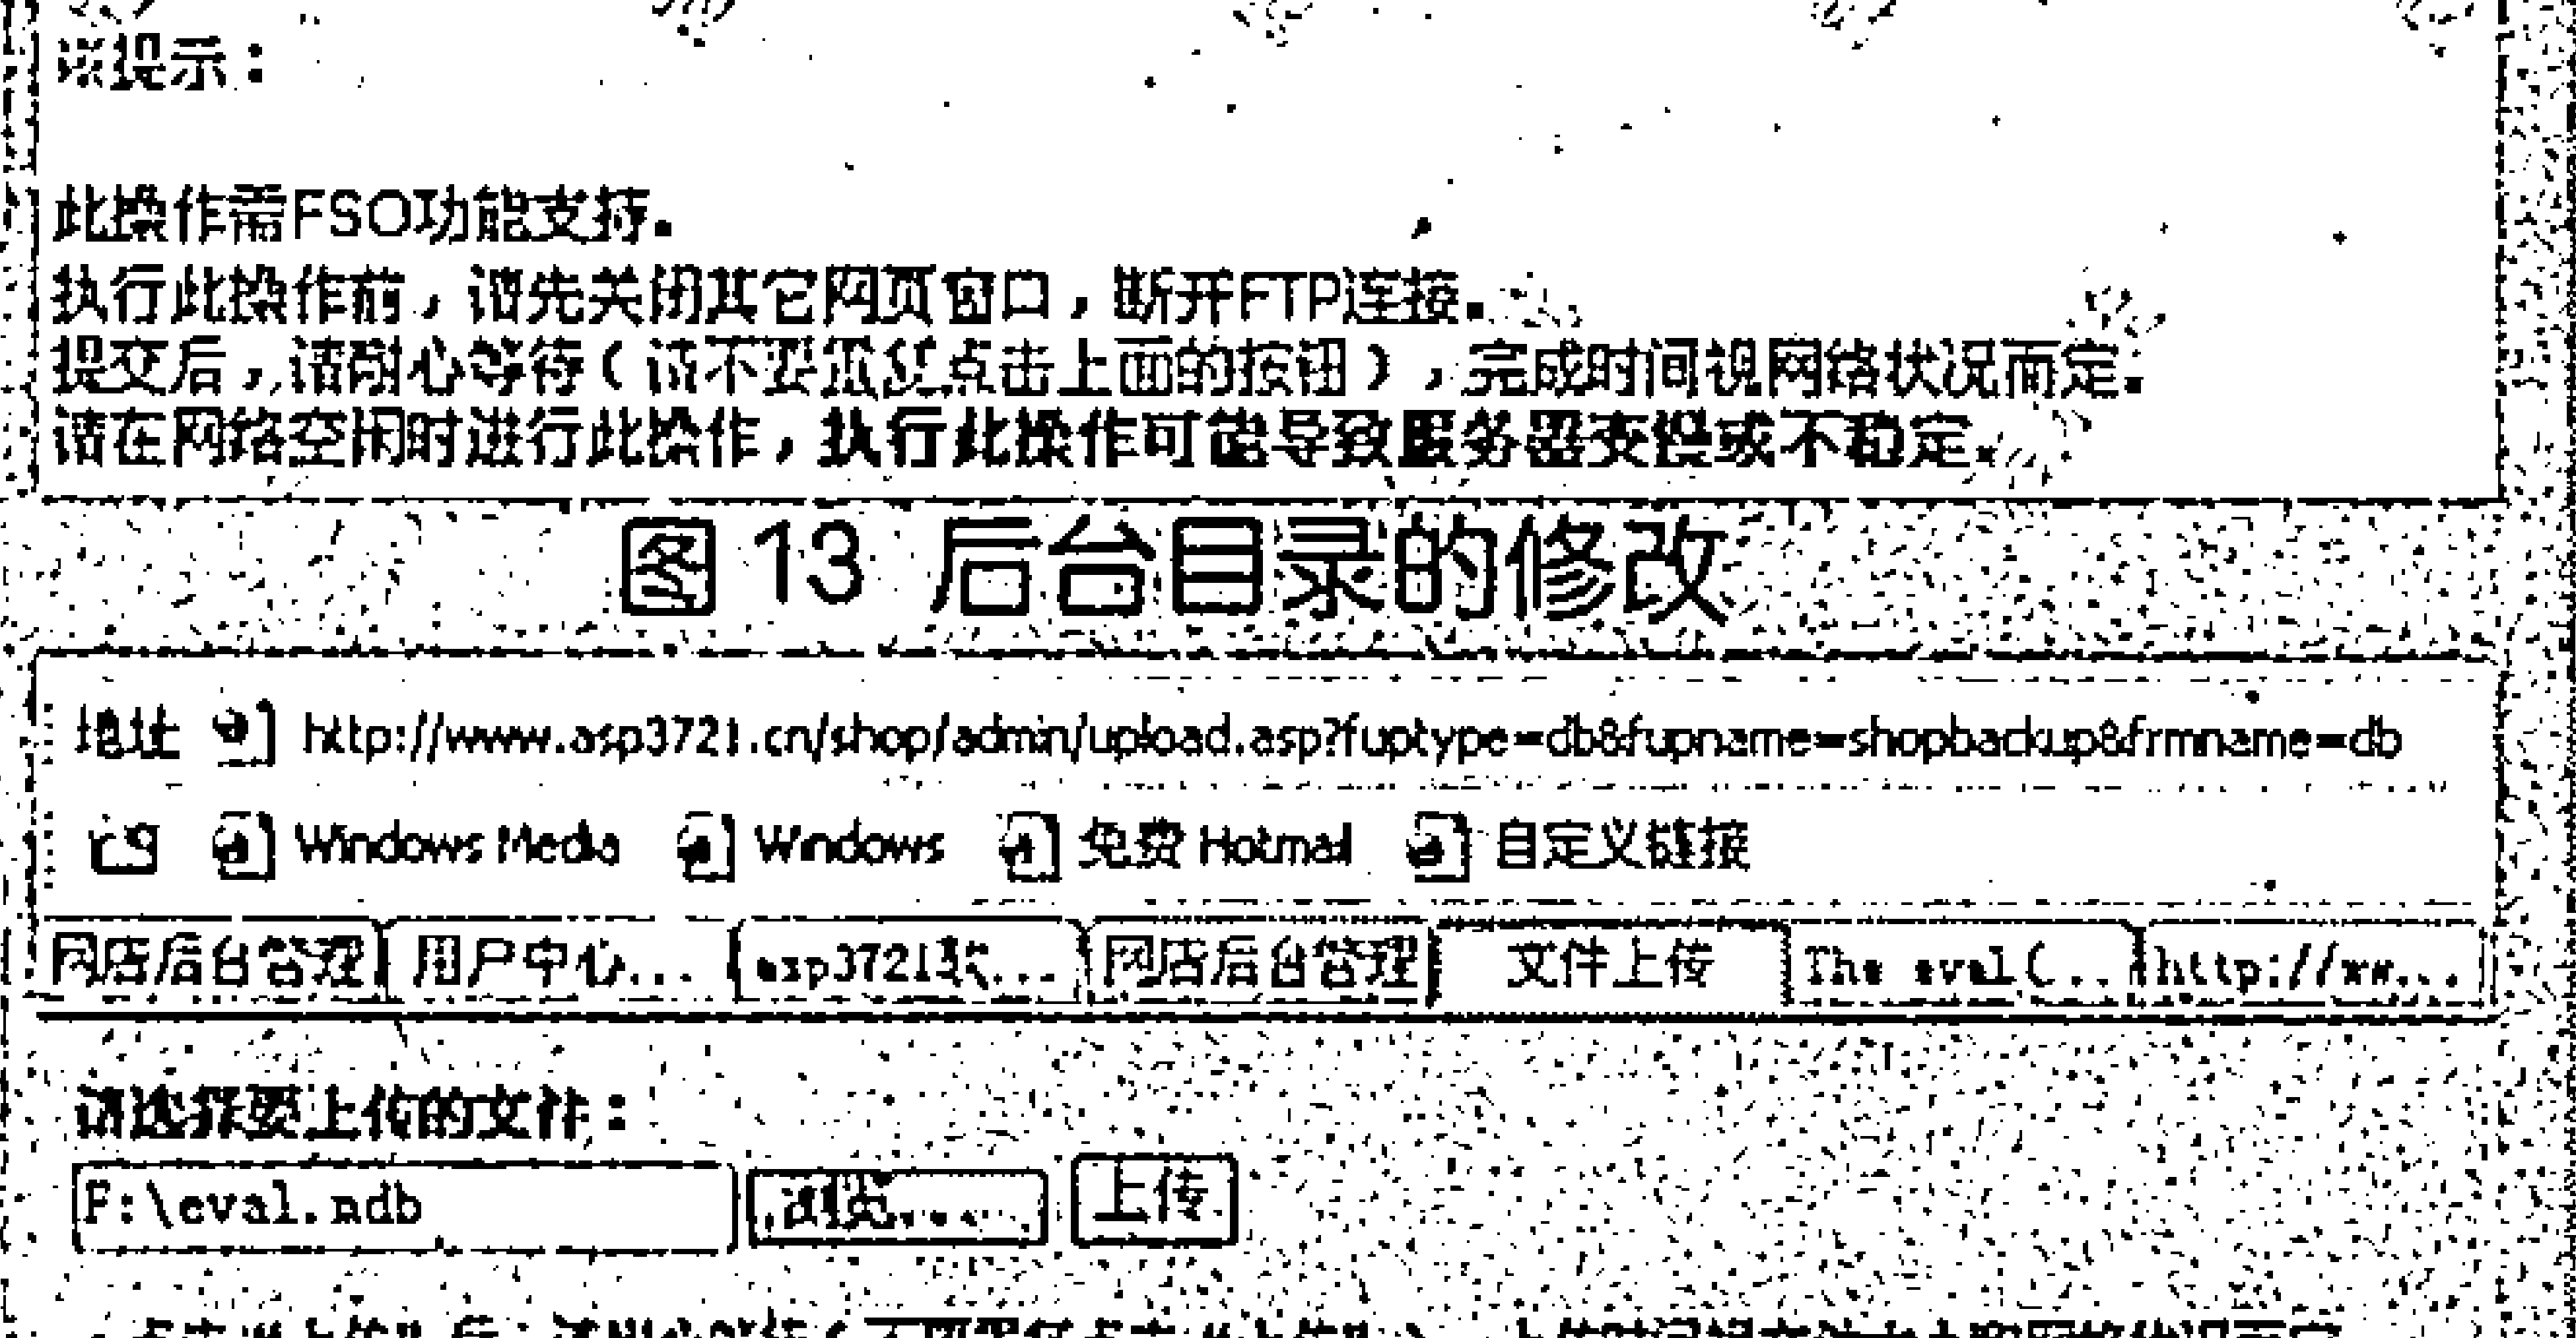 提示：
此操作需FSO功能支持.
执行此操作前，请先关闭其它网页窗口，断开FTP连接.
提交后，请耐心等待（请不要重复点击上面的按钮），完成时间视网络状况而定.
请在网络空闲时进行此操作，执行此操作可能导致服务器变慢或不稳定.
图 13 后台目录的修改
地址 http://www.asp3721.cn/shop/admin/upload.asp?fuptype=db&fupname=shopbackup&frmname=db
Windows Media Windows 免费 Hotmail 自定义链接
网店后台管理 用户中心... asp3721软... 网店后台管理 文件上传 The eval(.. http://ww...
请选择要上传的文件：
F:\eval.mdb 浏览... 上传